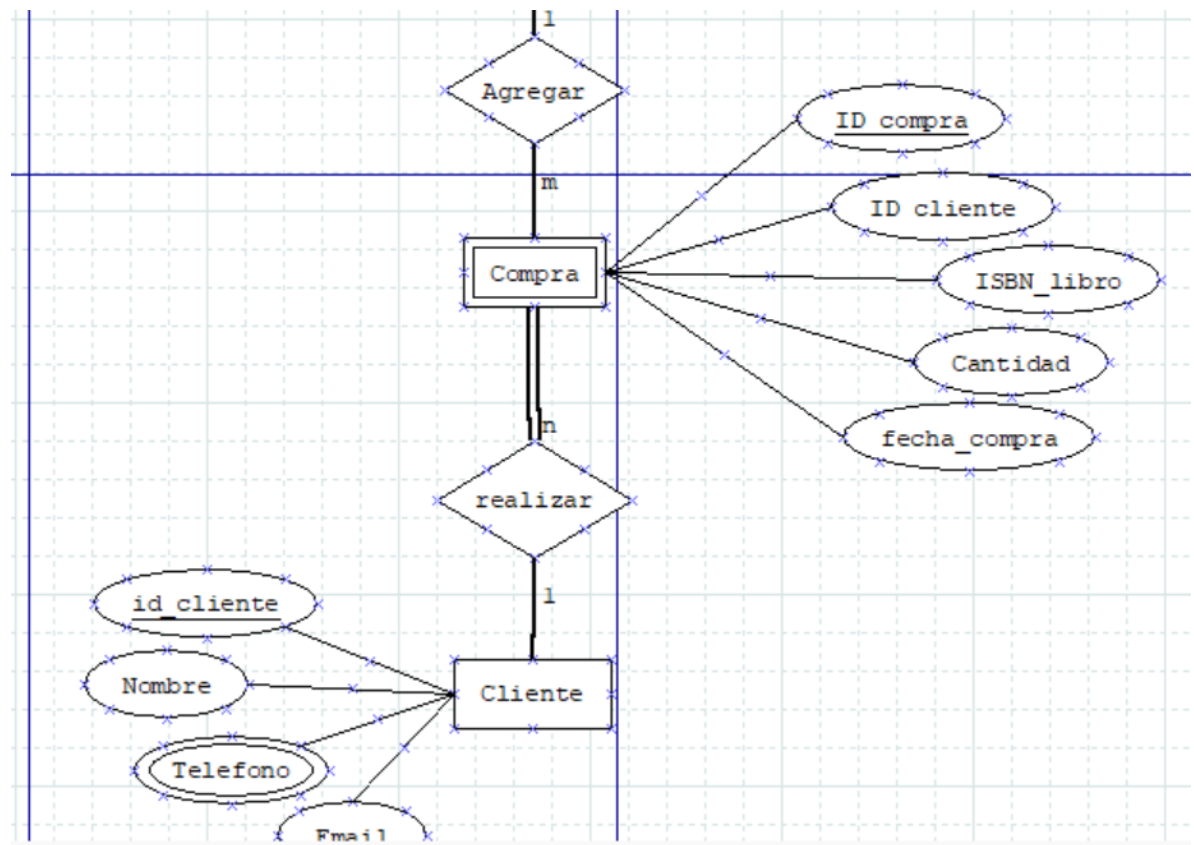 1
Agregar
ID compra
m
ID cliente
Compra
ISBN_libro
Cantidad
n
fecha_compra
realizar
1
id_cliente
Nombre
Cliente
Telefono
Email